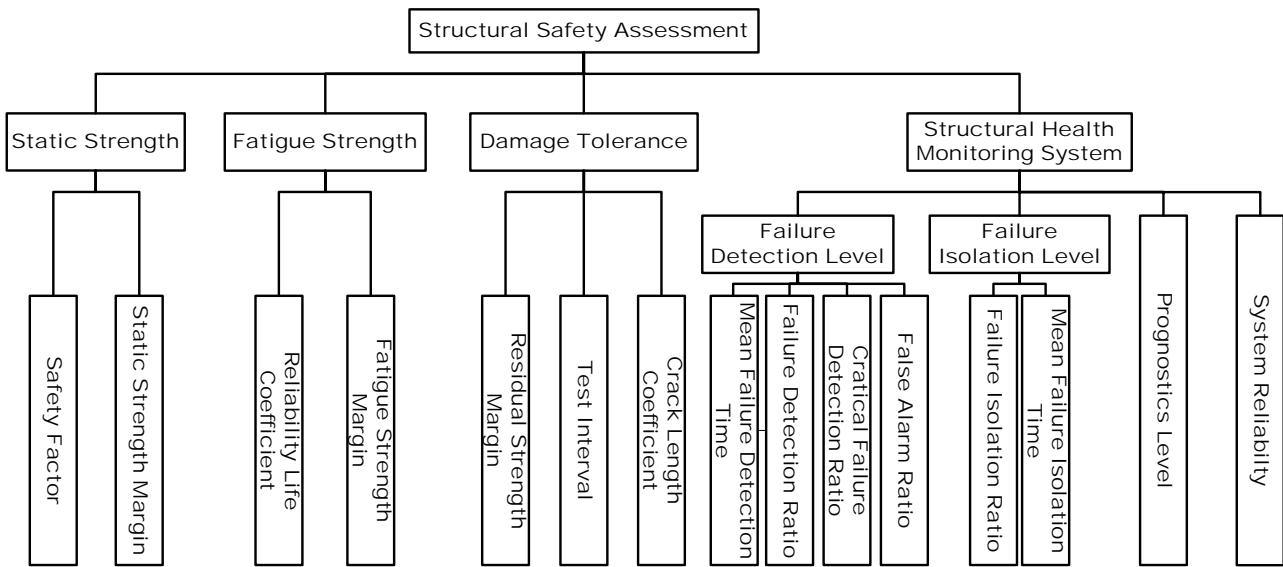 Structural Safety Assessment
Static Strength
Fatigue Strength
Damage Tolerance
Structural Health
Monitoring System
Failure
Detection Level
Failure
Isolation Level
Safety Factor
Static Strength Margin
Reliability Life
Coefficient
Fatigue Strength
Margin
Residual Strength
Margin
Test Interval
Crack Length
Coefficient
Mean Failure Detection
Time
Failure Detection Ratio
Cratical Failure
Detection Ratio
False Alarm Ratio
Failure Isolation Ratio
Mean Failure Isolation
Time
Prognostics Level
System Reliabilty